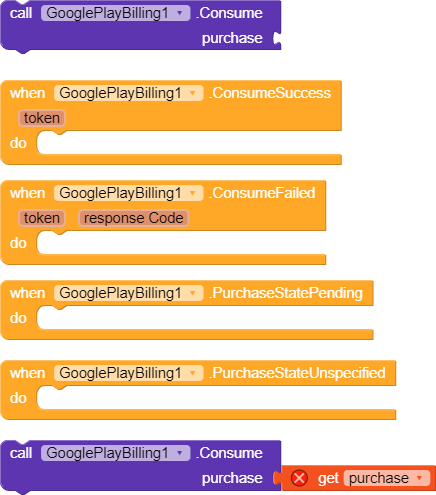 call GooglePlayBilling1 .Consume
purchase
when GooglePlayBilling1 .ConsumeSuccess
token
do
when GooglePlayBilling1 .ConsumeFailed
token response Code
do
when GooglePlayBilling1 .PurchaseStatePending
do
when GooglePlayBilling1 .PurchaseStateUnspecified
do
call GooglePlayBilling1 .Consume
purchase get purchase